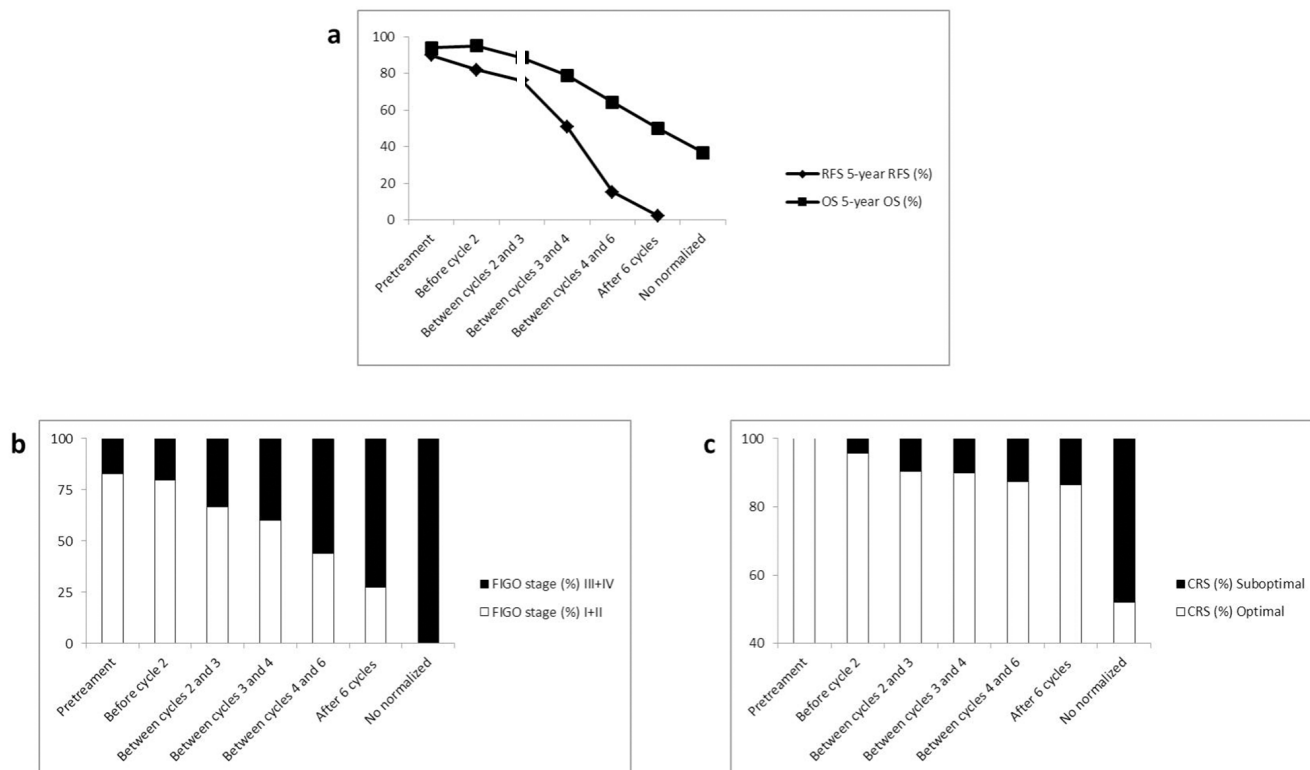 a
100
80
60
40
20
0
Pretreament
Before cycle 2
Between cycles 2 and 3
Between cycles 3 and 4
Between cycles 4 and 6
After 6 cycles
No normalized
RFS 5-year RFS (%)
OS 5-year OS (%)
b
100
75
50
25
0
Pretreament
Before cycle 2
Between cycles 2 and 3
Between cycles 3 and 4
Between cycles 4 and 6
After 6 cycles
No normalized
FIGO stage (%) III+IV
FIGO stage (%) I+II
c
100
80
60
40
Pretreament
Before cycle 2
Between cycles 2 and 3
Between cycles 3 and 4
Between cycles 4 and 6
After 6 cycles
No normalized
CRS (%) Suboptimal
CRS (%) Optimal